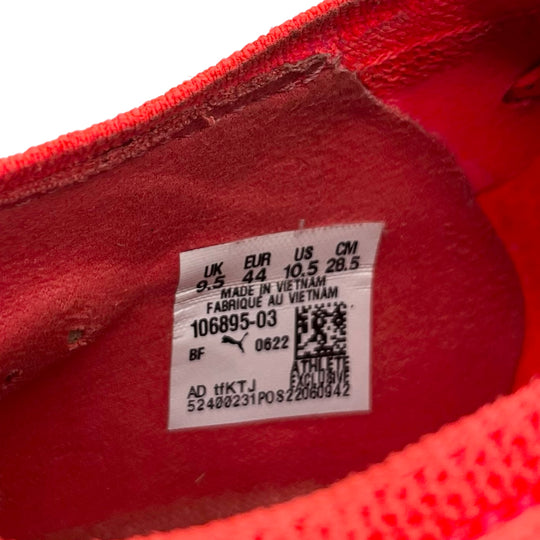 UK EUR US CM
9.5 44 10.5 28.5
MADE IN VIETNAM
FABRIQUÉ AU VIETNAM
106895-03
BF 0622
ATHLETE
EXCLUSIVE
AD tfKTJ
52400231POS22060942